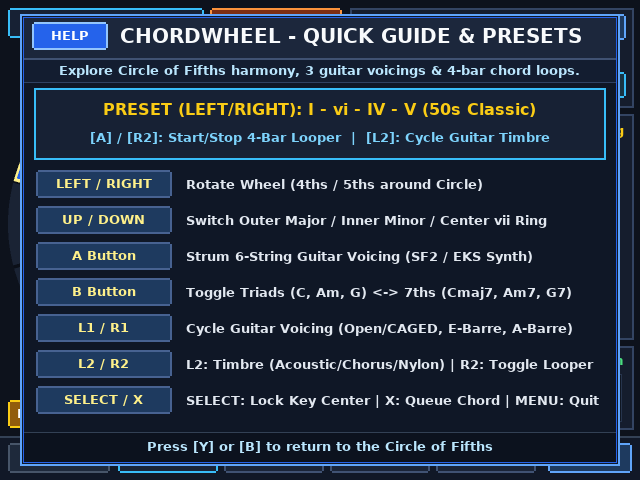 HELP
CHORDWHEEL - QUICK GUIDE & PRESETS
Explore Circle of Fifths harmony, 3 guitar voicings & 4-bar chord loops.
PRESET (LEFT/RIGHT): I - vi - IV - V (50s Classic)
[A] / [R2]: Start/Stop 4-Bar Looper | [L2]: Cycle Guitar Timbre
LEFT / RIGHT Rotate Wheel (4ths / 5ths around Circle)
UP / DOWN Switch Outer Major / Inner Minor / Center vii Ring
A Button Strum 6-String Guitar Voicing (SF2 / EKS Synth)
B Button Toggle Triads (C, Am, G) <-> 7ths (Cmaj7, Am7, G7)
L1 / R1 Cycle Guitar Voicing (Open/CAGED, E-Barre, A-Barre)
L2 / R2 L2: Timbre (Acoustic/Chorus/Nylon) | R2: Toggle Looper
SELECT / X SELECT: Lock Key Center | X: Queue Chord | MENU: Quit
Press [Y] or [B] to return to the Circle of Fifths